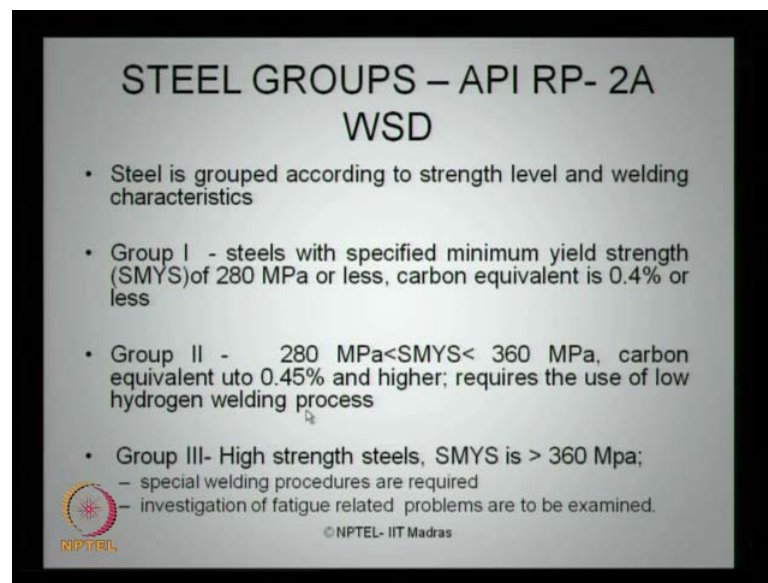 STEEL GROUPS – API RP- 2A
WSD
• Steel is grouped according to strength level and welding
characteristics
• Group I - steels with specified minimum yield strength
(SMYS)of 280 MPa or less, carbon equivalent is 0.4% or
less
• Group II - 280 MPa<SMYS< 360 MPa, carbon
equivalent uto 0.45% and higher; requires the use of low
hydrogen welding process
• Group III- High strength steels, SMYS is > 360 Mpa;
– special welding procedures are required
– investigation of fatigue related problems are to be examined.
©NPTEL- IIT Madras
NPTEL